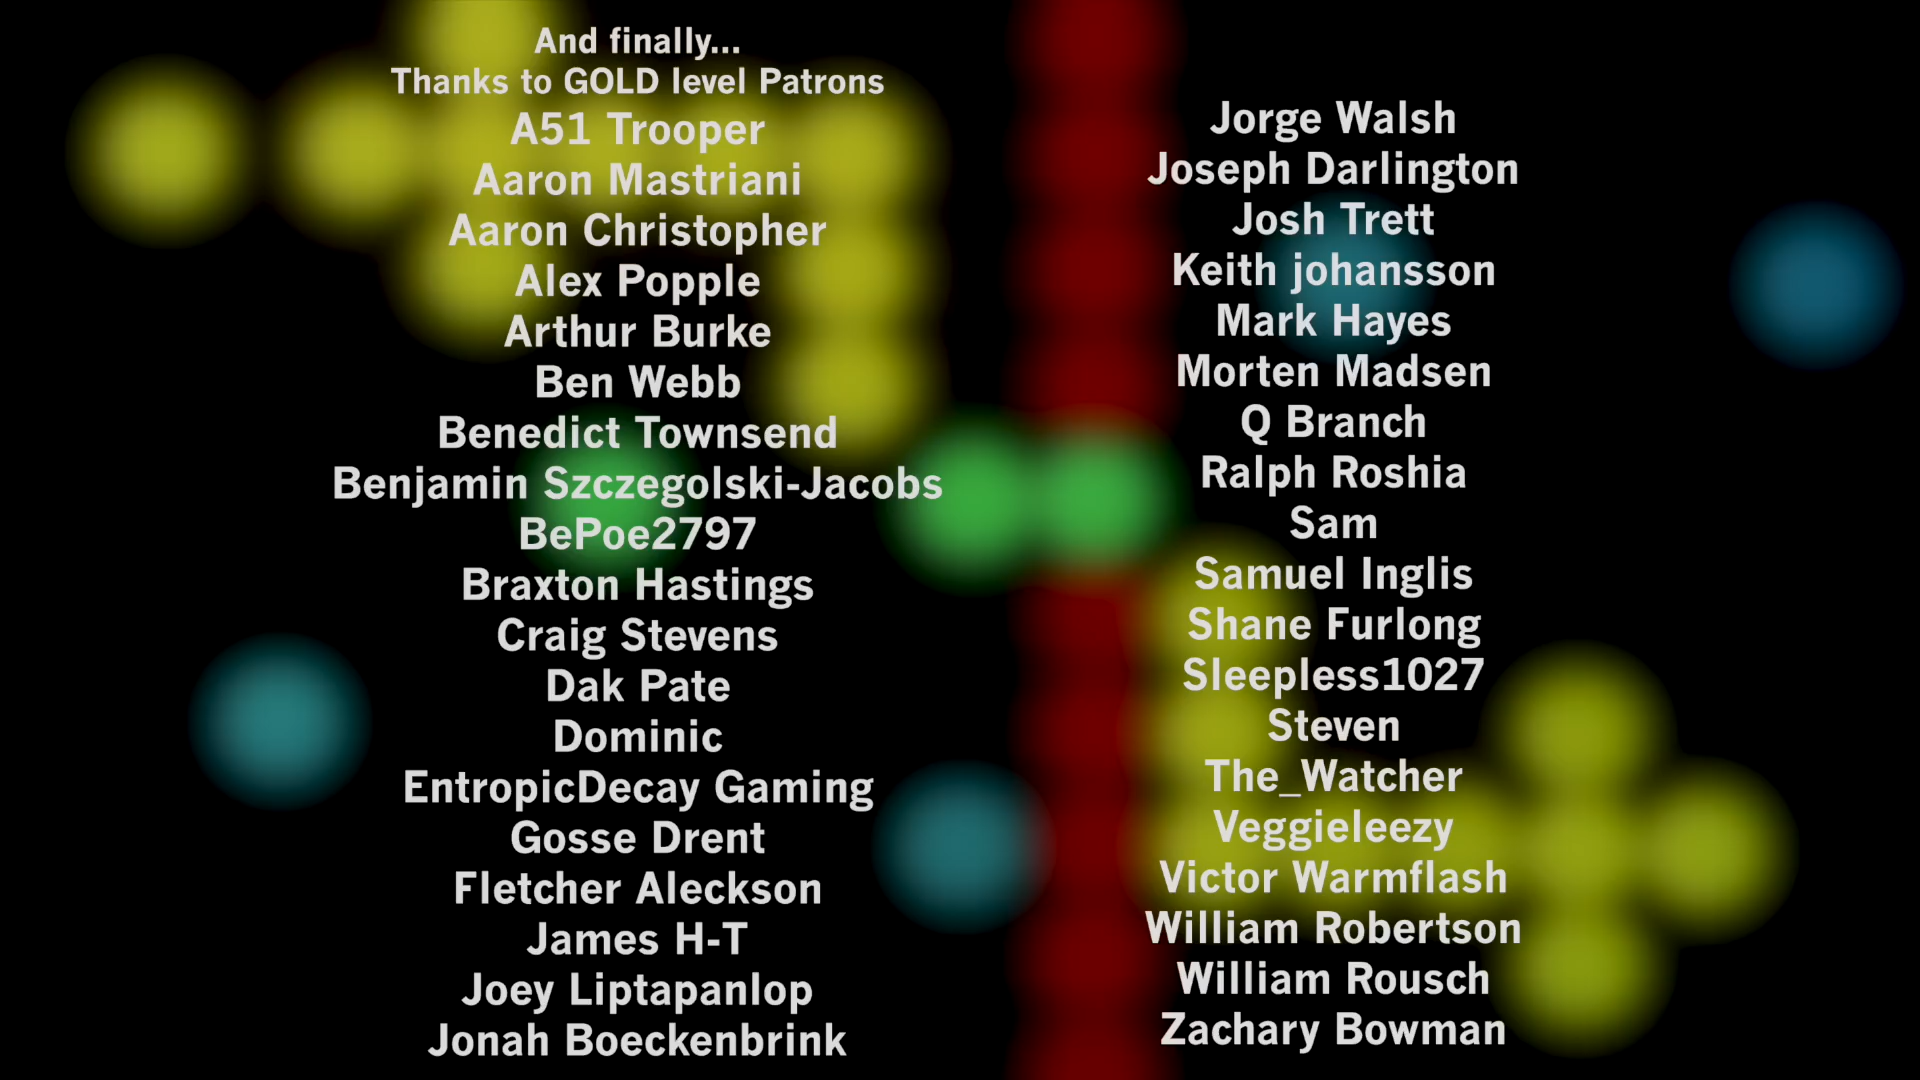 And finally...
Thanks to GOLD level Patrons
A51 Trooper
Aaron Mastriani
Aaron Christopher
Alex Popple
Arthur Burke
Ben Webb
Benedict Townsend
Benjamin Szczegolski-Jacobs
BePoe2797
Braxton Hastings
Craig Stevens
Dak Pate
Dominic
EntropicDecay Gaming
Gosse Drent
Fletcher Aleckson
James H-T
Joey Liptapanlop
Jonah Boeckenbrink
Jorge Walsh
Joseph Darlington
Josh Trett
Keith johansson
Mark Hayes
Morten Madsen
Q Branch
Ralph Roshia
Sam
Samuel Inglis
Shane Furlong
Sleepless1027
Steven
The_Watcher
Veggieleezy
Victor Warmflash
William Robertson
William Rousch
Zachary Bowman